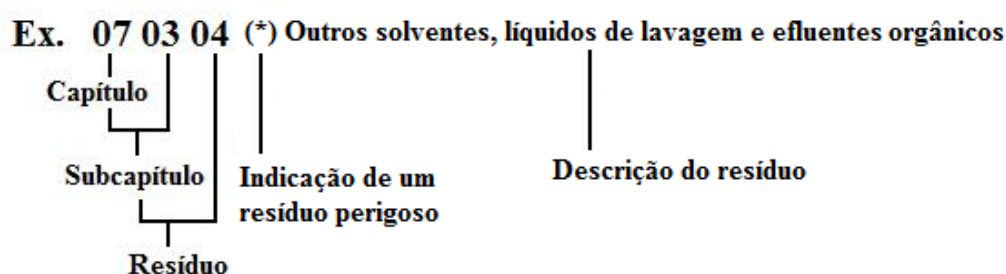 Ex. 07 03 04 (*) Outros solventes, líquidos de lavagem e efluentes orgânicos
Capítulo
Subcapítulo
Indicação de um
resíduo perigoso
Descrição do resíduo
Resíduo